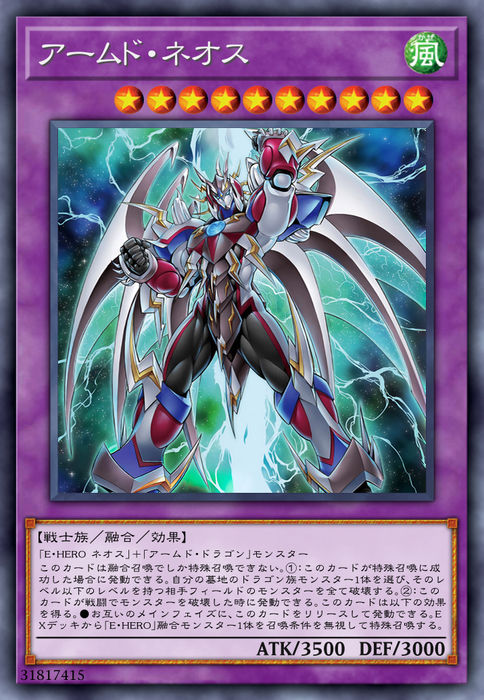 アームド・ネオス
かぜ
風
【戦士族／融合／効果】
「E・HERO ネオス」＋「アームド・ドラゴン」モンスター
このカードは融合召喚でしか特殊召喚できない。①：このカードが特殊召喚に成
功した場合に発動できる。自分の墓地のドラゴン族モンスター1体を選び、そのレ
ベル以下のレベルを持つ相手フィールドのモンスターを全て破壊する。②：この
カードが戦闘でモンスターを破壊した時に発動できる。このカードは以下の効果
を得る。●お互いのメインフェイズに、このカードをリリースして発動できる。E
Xデッキから「E・HERO」融合モンスター1体を召喚条件を無視して特殊召喚する。
ATK/3500 DEF/3000
31817415